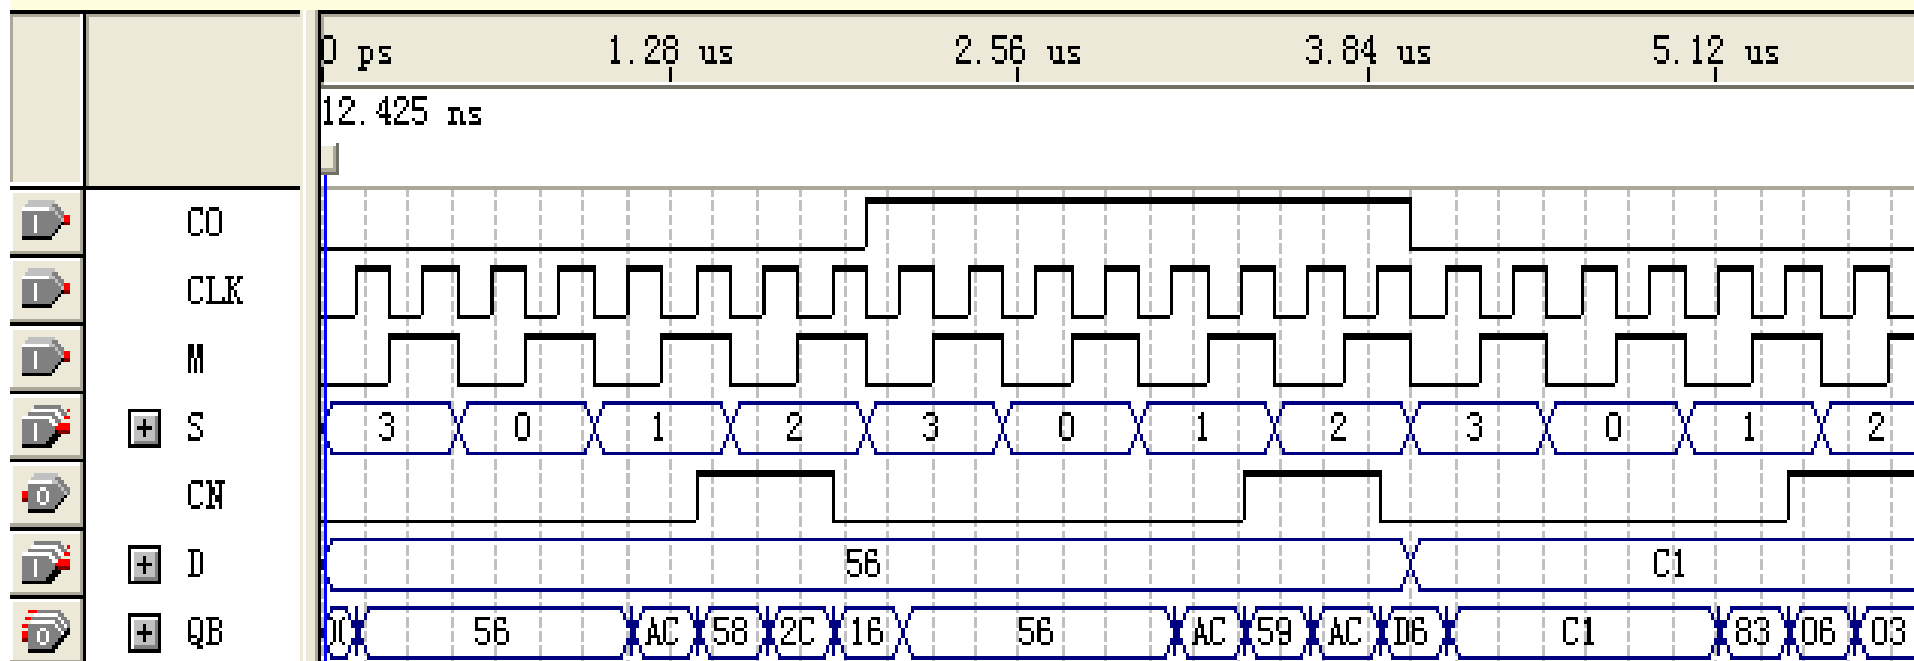 0 ps 1.28 us 2.56 us 3.84 us 5.12 us
12.425 ns
CO
CLK
M
S 3 0 1 2 3 0 1 2 3 0 1 2
CN
D 56 C1
QB 56 AC 58 2C 16 56 AC 59 AC D6 C1 83 06 03